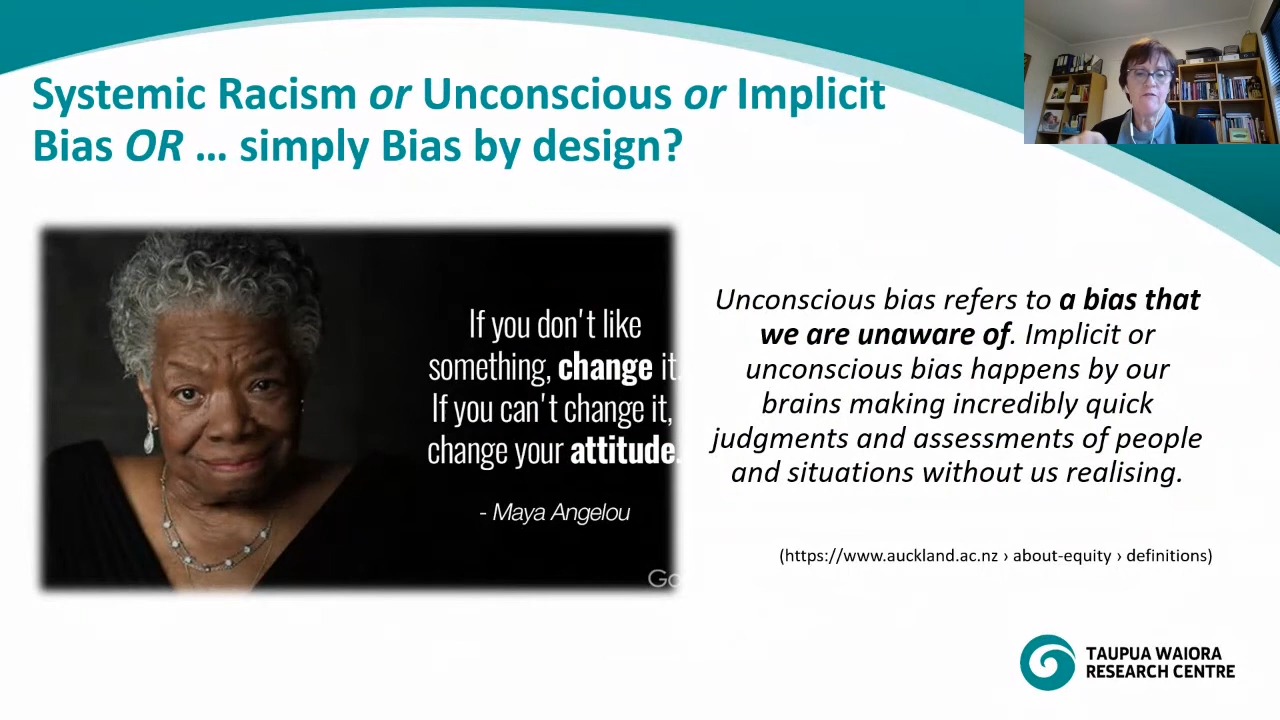 Systemic Racism or Unconscious or Implicit
Bias OR ... simply Bias by design?
If you don't like
something, change it.
If you can't change it,
change your attitude.
- Maya Angelou
Unconscious bias refers to a bias that
we are unaware of. Implicit or
unconscious bias happens by our
brains making incredibly quick
judgments and assessments of people
and situations without us realising.
(https://www.auckland.ac.nz › about-equity › definitions)
TAUPUA WAIORA
RESEARCH CENTRE